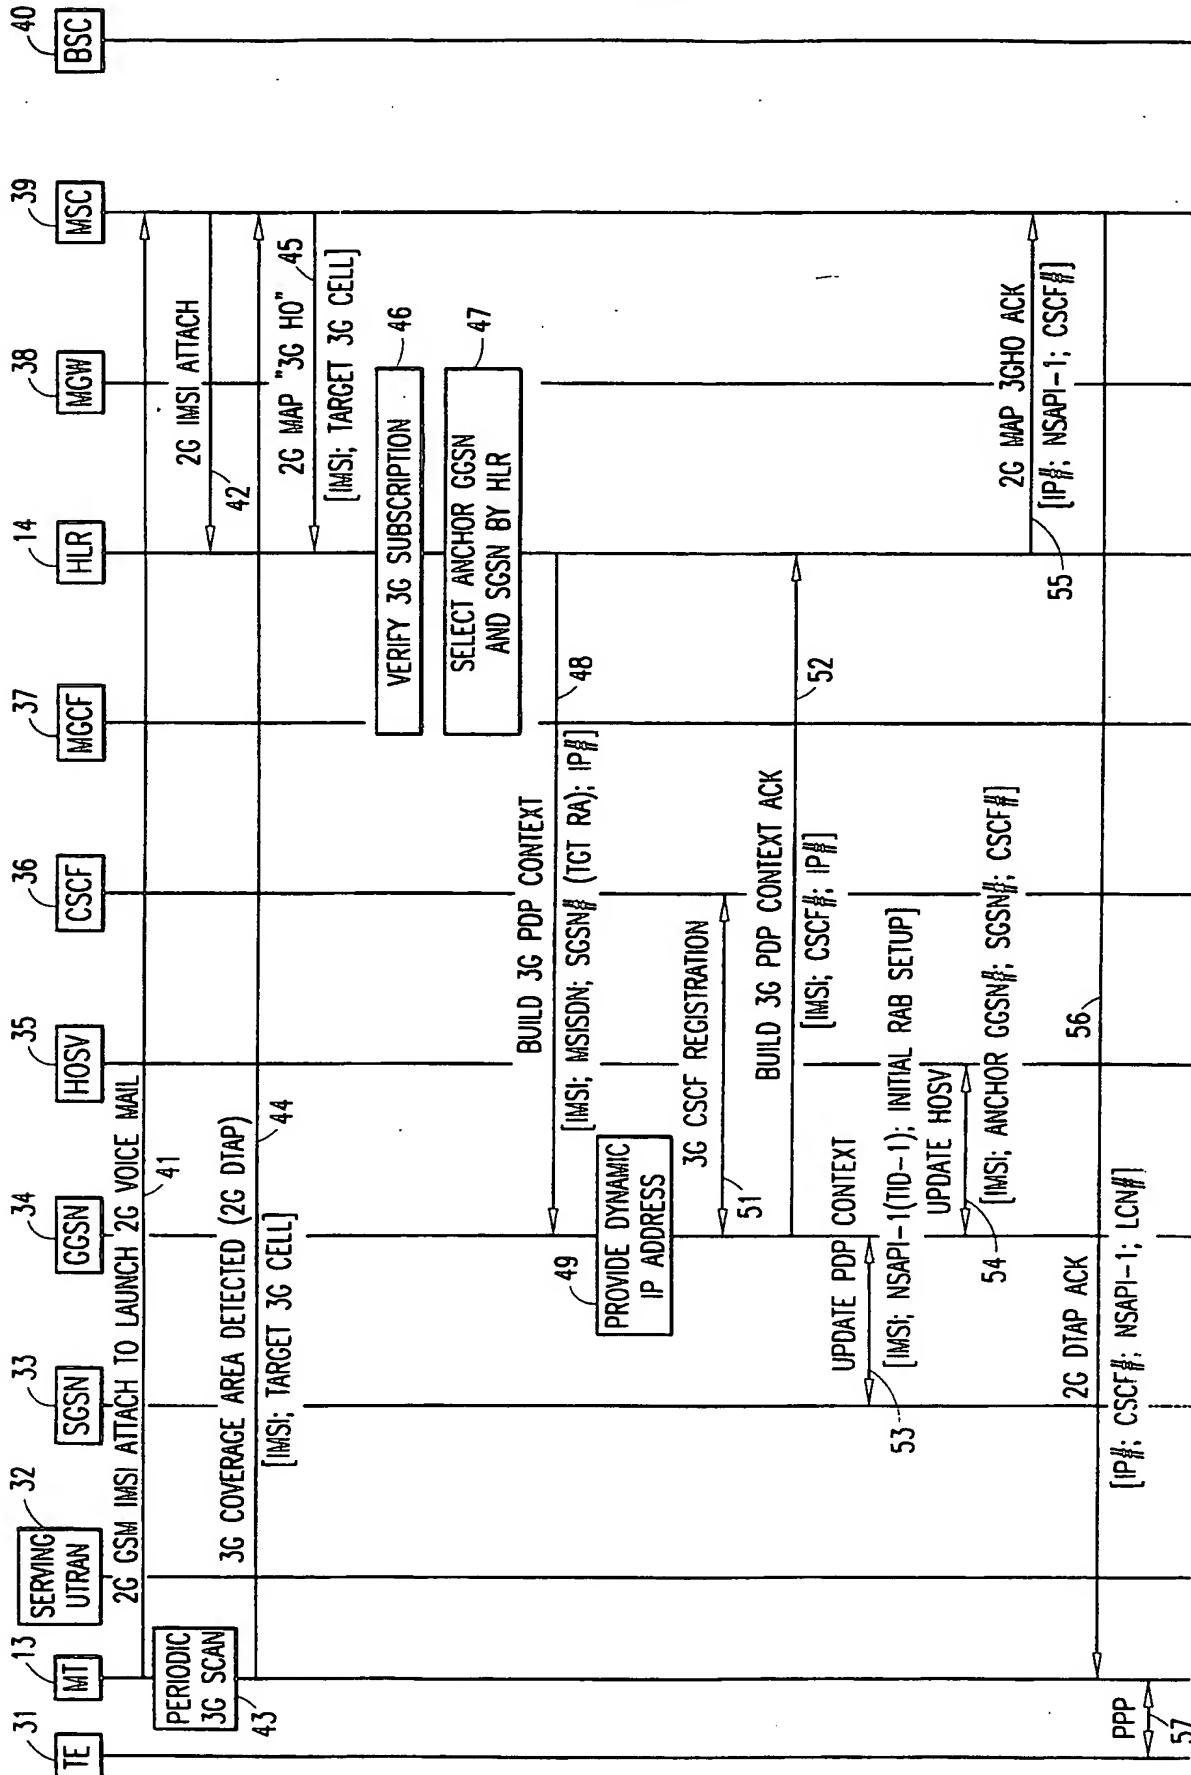 31
TE
13
MT
32
SERVING
UTRAN
33
SGSN
34
GGSN
35
HOSV
36
CSCF
37
MGCF
14
HLR
38
MGW
39
MSC
40
BSC
2G GSM IMSI ATTACH TO LAUNCH 2G VOICE MAIL
41
2G IMSI ATTACH
42
PERIODIC
3G SCAN
43
3G COVERAGE AREA DETECTED (2G DTAP)
44
[IMSI; TARGET 3G CELL]
2G MAP "3G HO"
45
[IMSI; TARGET 3G CELL]
VERIFY 3G SUBSCRIPTION
46
SELECT ANCHOR GGSN
AND SGSN BY HLR
47
BUILD 3G PDP CONTEXT
48
[IMSI; MSISDN; SGSN# (TGT RA); IP#]
49
PROVIDE DYNAMIC
IP ADDRESS
3G CSCF REGISTRATION
51
BUILD 3G PDP CONTEXT ACK
52
[IMSI; CSCF#; IP#]
UPDATE PDP CONTEXT
53
[IMSI; NSAPI-1(TID-1); INITIAL RAB SETUP]
UPDATE HOSV
54
[IMSI; ANCHOR GGSN#; SGSN#; CSCF#]
2G MAP 3GHO ACK
55
[IP#; NSAPI-1; CSCF#]
2G DTAP ACK
56
[IP#; CSCF#; NSAPI-1; LCN#]
PPP
57